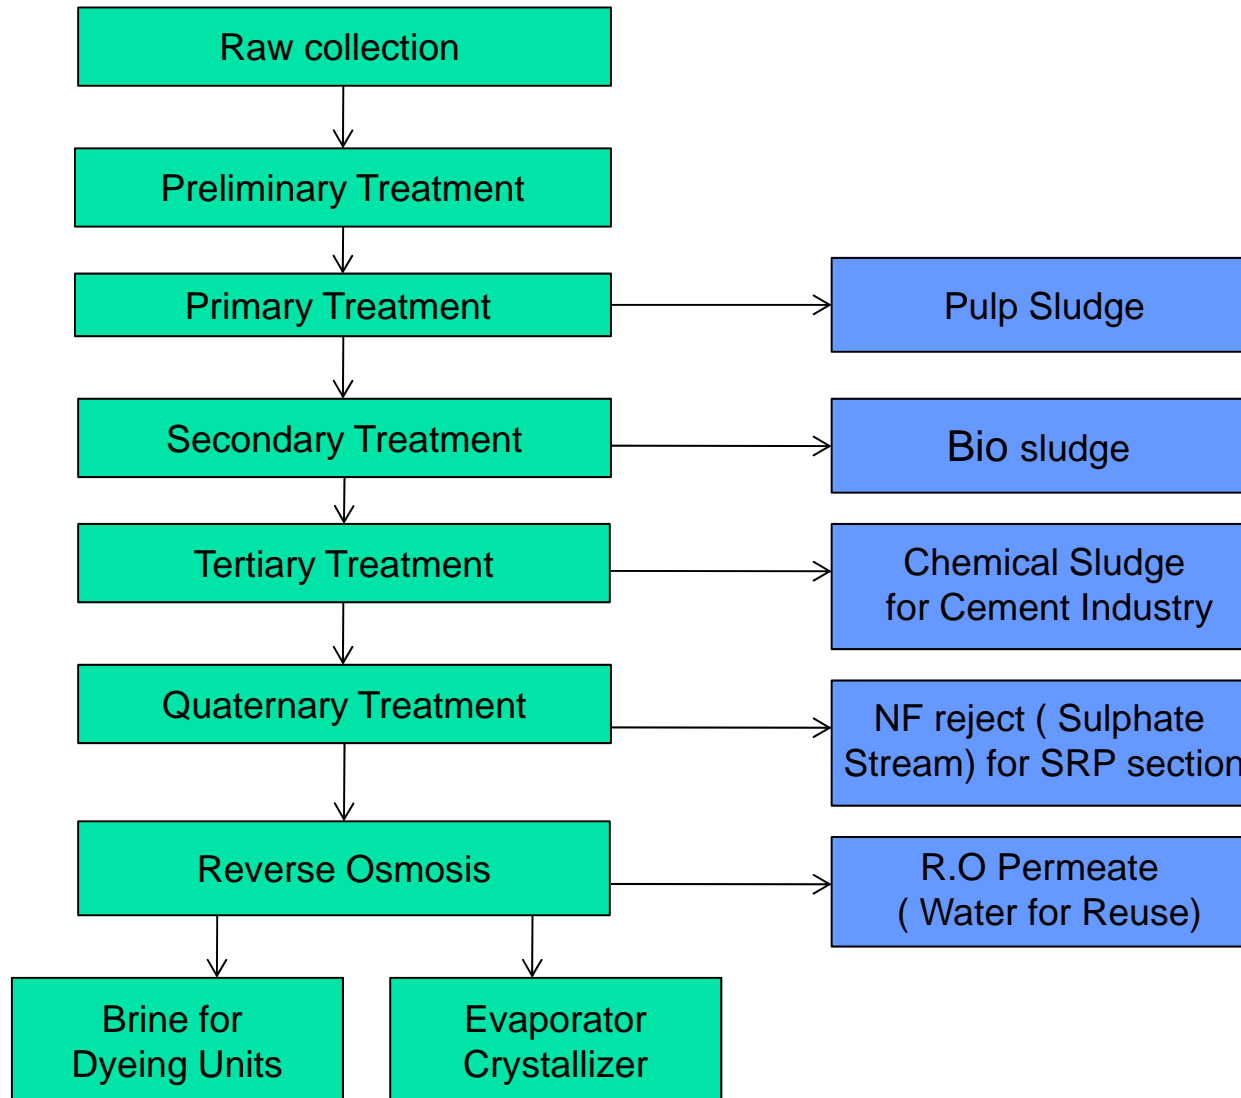 Raw collection
Preliminary Treatment
Primary Treatment
Pulp Sludge
Secondary Treatment
Bio sludge
Tertiary Treatment
Chemical Sludge
for Cement Industry
Quaternary Treatment
NF reject ( Sulphate
Stream) for SRP section
Reverse Osmosis
R.O Permeate
( Water for Reuse)
Brine for
Dyeing Units
Evaporator
Crystallizer